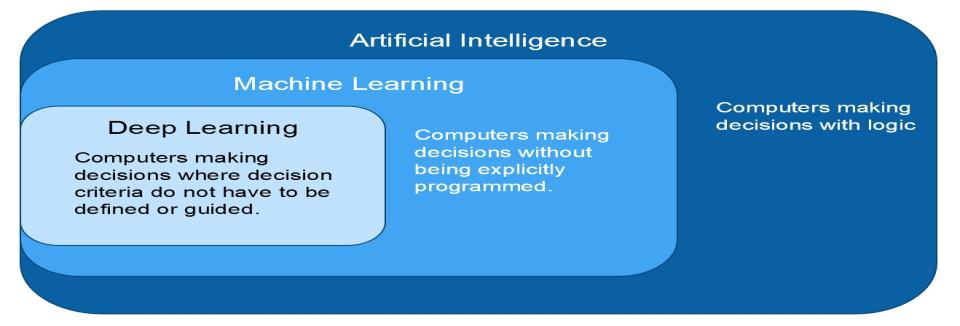 Artificial Intelligence
Machine Learning
Deep Learning
Computers making
decisions where decision
criteria do not have to be
defined or guided.
Computers making
decisions without
being explicitly
programmed.
Computers making
decisions with logic